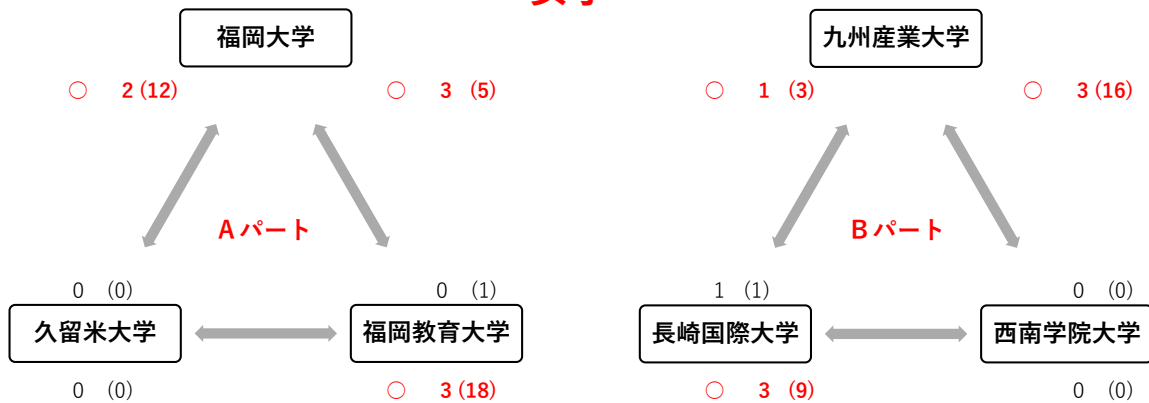 福岡大学 九州産業大学
○ 2 (12) ○ 3 (5) ○ 1 (3) ○ 3 (16)
Aパート Bパート
0 (0) 0 (1) 1 (1) 0 (0)
久留米大学 福岡教育大学 長崎国際大学 西南学院大学
0 (0) ○ 3 (18) ○ 3 (9) 0 (0)